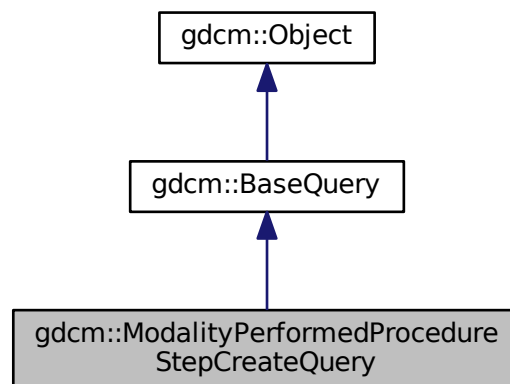 gdcm::Object
gdcm::BaseQuery
gdcm::ModalityPerformedProcedure
StepCreateQuery